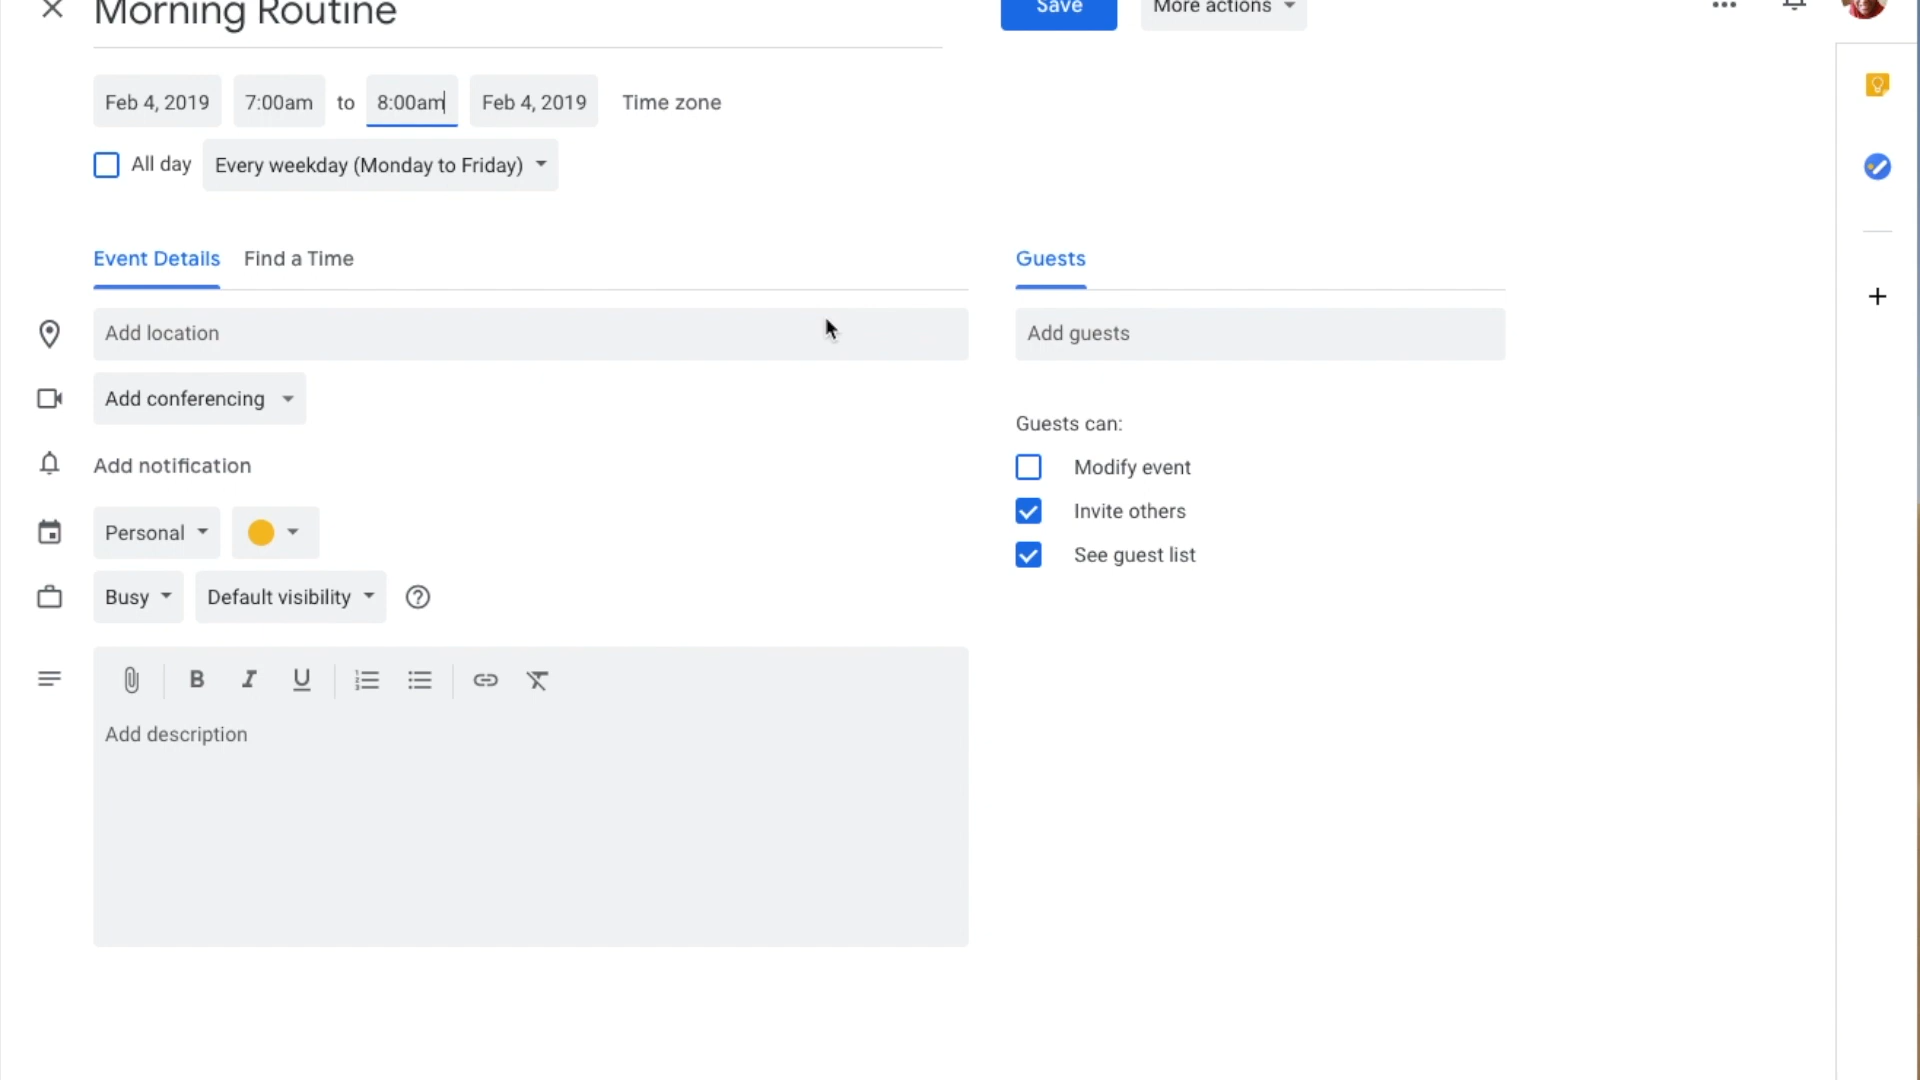 Morning Routine
Save
More actions
Feb 4, 2019 7:00am to 8:00am Feb 4, 2019 Time zone
All day Every weekday (Monday to Friday)
Event Details Find a Time
Guests
Add location
Add guests
Add conferencing
Guests can:
Add notification
Modify event
Invite others
Personal
See guest list
Busy Default visibility
B I U
Add description